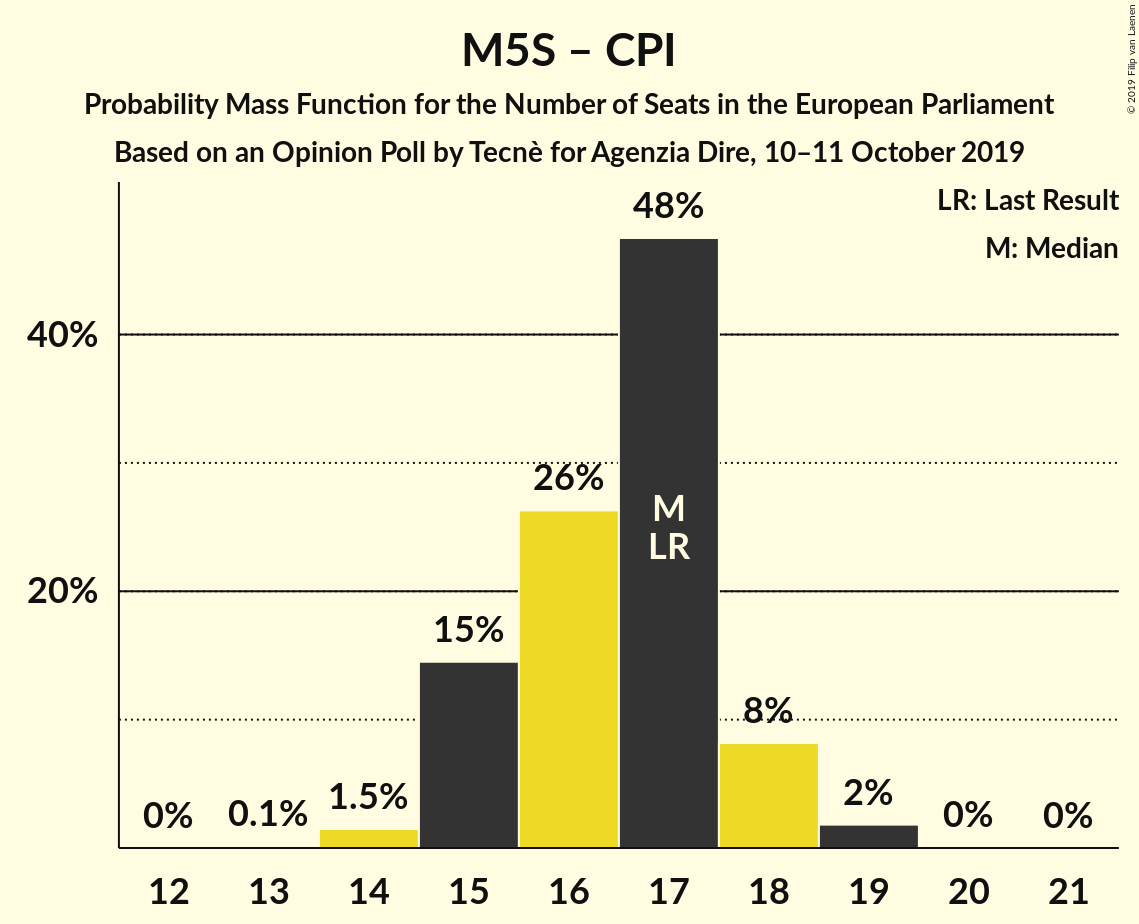 M5S – CPI
Probability Mass Function for the Number of Seats in the European Parliament
Based on an Opinion Poll by Tecnè for Agenzia Dire, 10–11 October 2019
© 2019 Filip van Laenen
LR: Last Result
M: Median
48%
40%
26%
M
LR
20%
15%
8%
1.5%
2%
0%
0.1%
0%
0%
12
13
14
15
16
17
18
19
20
21